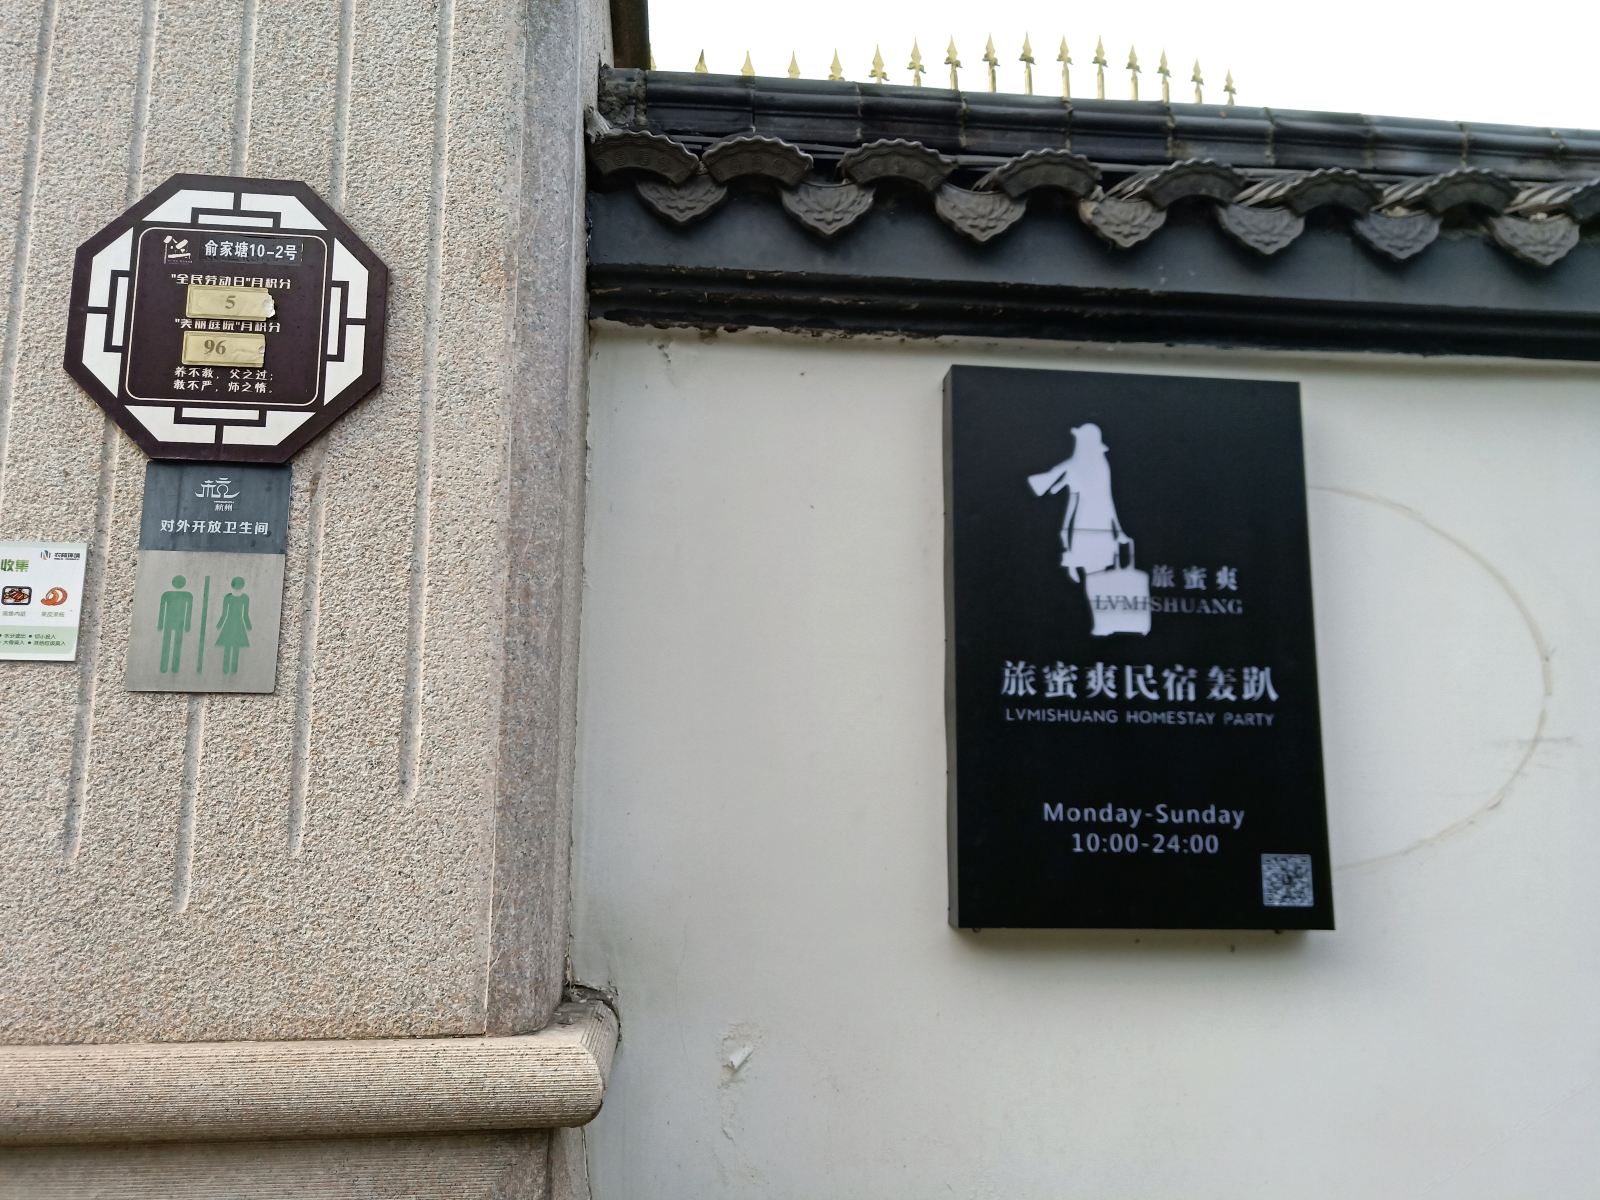 俞家塘10-2号
"全民劳动日"月积分
5
"美丽庭院"月积分
96
养不教，父之过；
教不严，师之惰。
杭州
对外开放卫生间
收集
旅蜜爽
LVMISHUANG
旅蜜爽民宿轰趴
LVMISHUANG HOMESTAY PARTY
Monday-Sunday
10:00-24:00